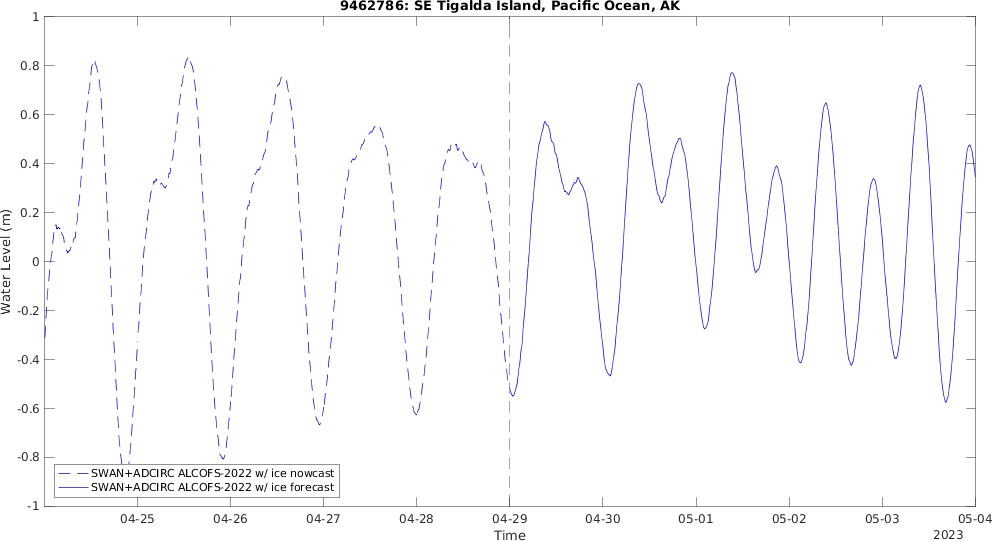 9462786: SE Tigalda Island, Pacific Ocean, AK
1
0.8
0.6
0.4
0.2
0
-0.2
-0.4
-0.6
-0.8
-1
Water Level (m)
SWAN+ADCIRC ALCOFS-2022 w/ ice nowcast
SWAN+ADCIRC ALCOFS-2022 w/ ice forecast
04-25 04-26 04-27 04-28 04-29 04-30 05-01 05-02 05-03 05-04
Time
2023